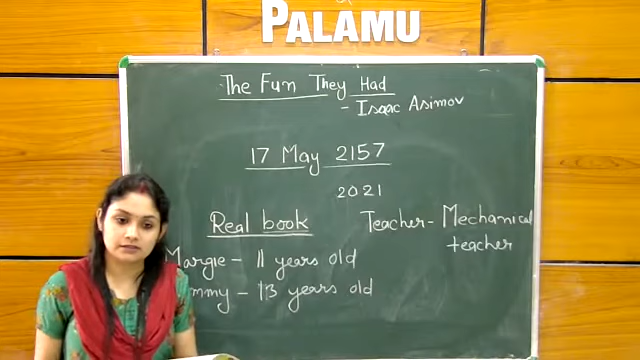 PALAMU
The Fun They Had
- Isaac Asimov
17 May 2157
2021
Real book
Teacher- Mechanical
teacher
Margie - 11 years old
mmy - 13 years old